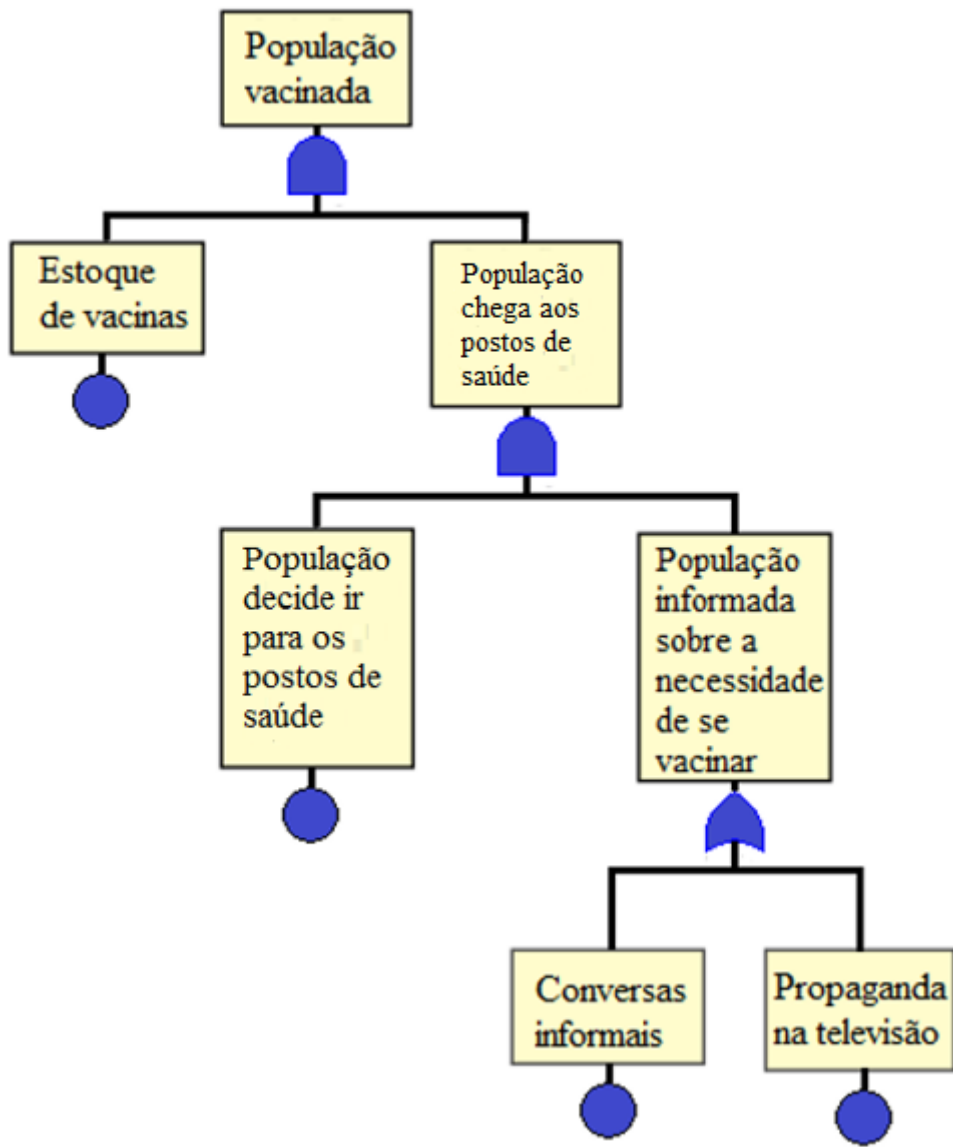 População
vacinada
Estoque
de vacinas
População
chega aos
postos de
saúde
População
decide ir
para os
postos de
saúde
População
informada
sobre a
necessidade
de se
vacinar
Conversas
informais
Propaganda
na televisão